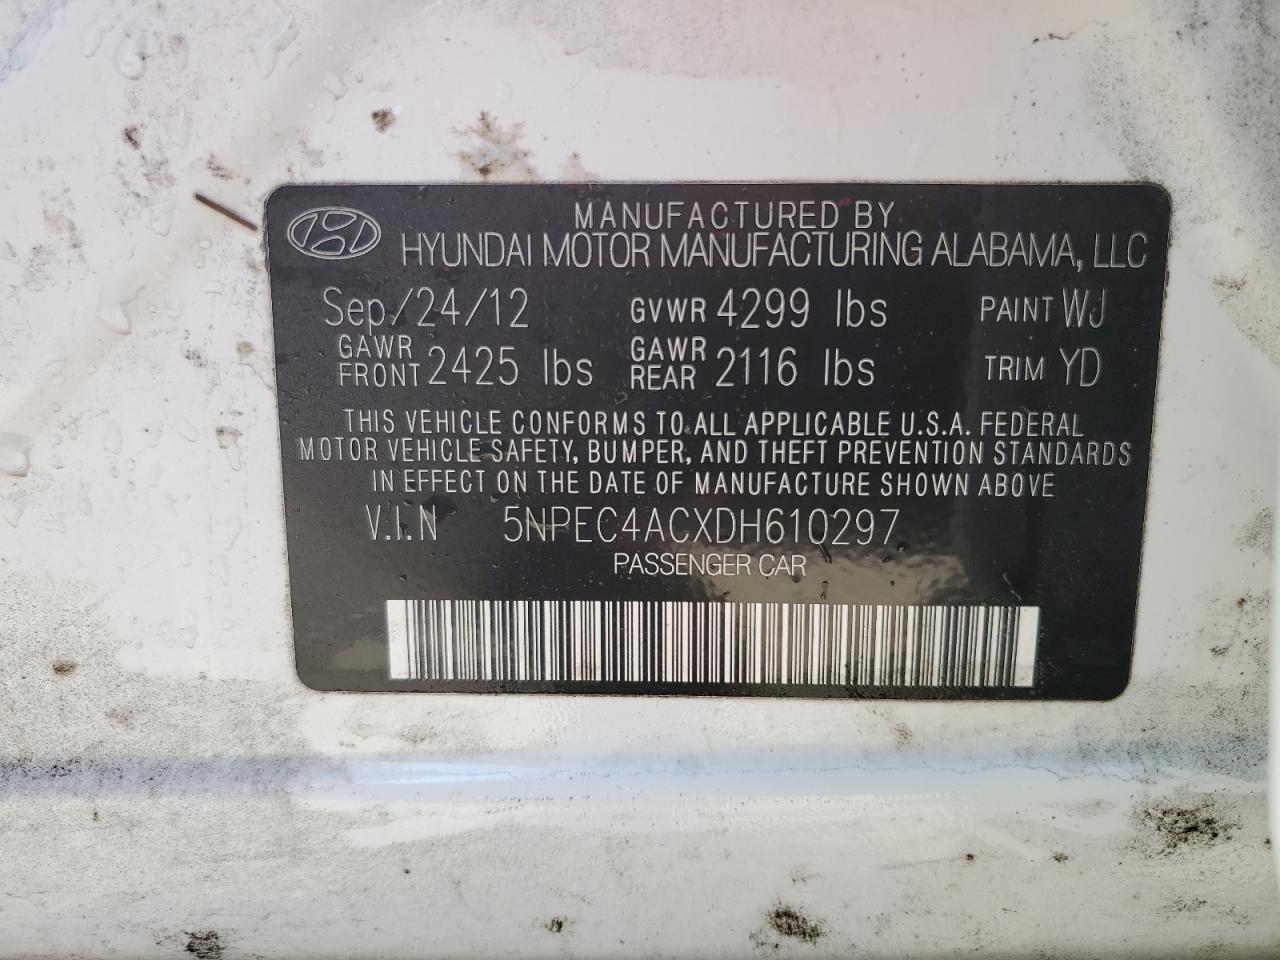 MANUFACTURED BY
HYUNDAI MOTOR MANUFACTURING ALABAMA, LLC
Sep/24/12 GVWR 4299 lbs PAINT WJ
GAWR FRONT 2425 lbs GAWR REAR 2116 lbs TRIM YD
THIS VEHICLE CONFORMS TO ALL APPLICABLE U.S.A. FEDERAL
MOTOR VEHICLE SAFETY, BUMPER, AND THEFT PREVENTION STANDARDS
IN EFFECT ON THE DATE OF MANUFACTURE SHOWN ABOVE
V.I.N 5NPEC4ACXDH610297
PASSENGER CAR